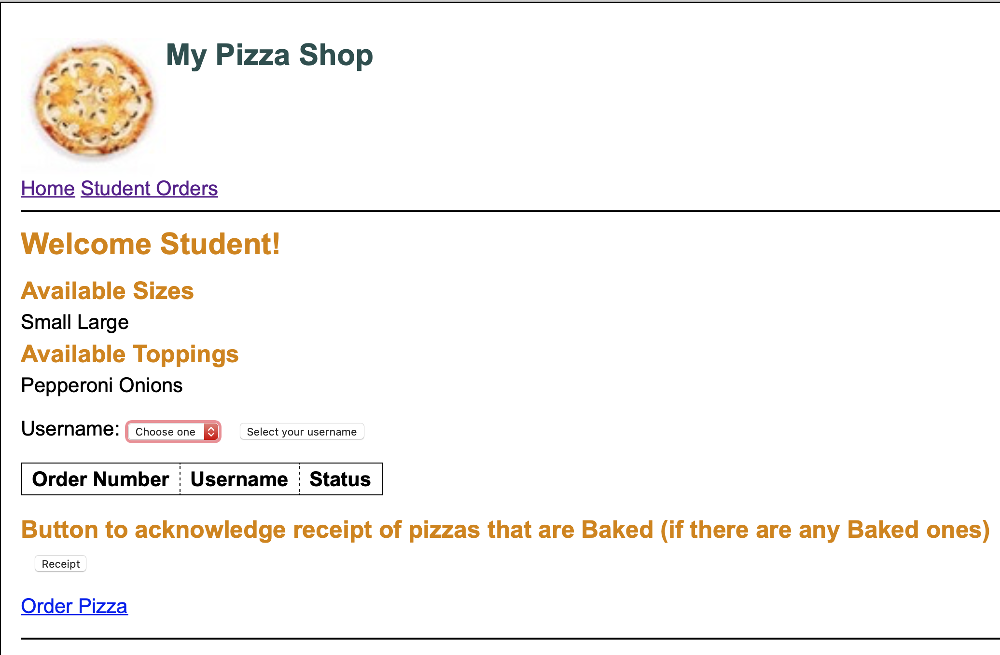 My Pizza Shop
Home Student Orders
Welcome Student!
Available Sizes
Small Large
Available Toppings
Pepperoni Onions
Username: Choose one Select your username
Order Number Username Status
Button to acknowledge receipt of pizzas that are Baked (if there are any Baked ones)
Receipt
Order Pizza